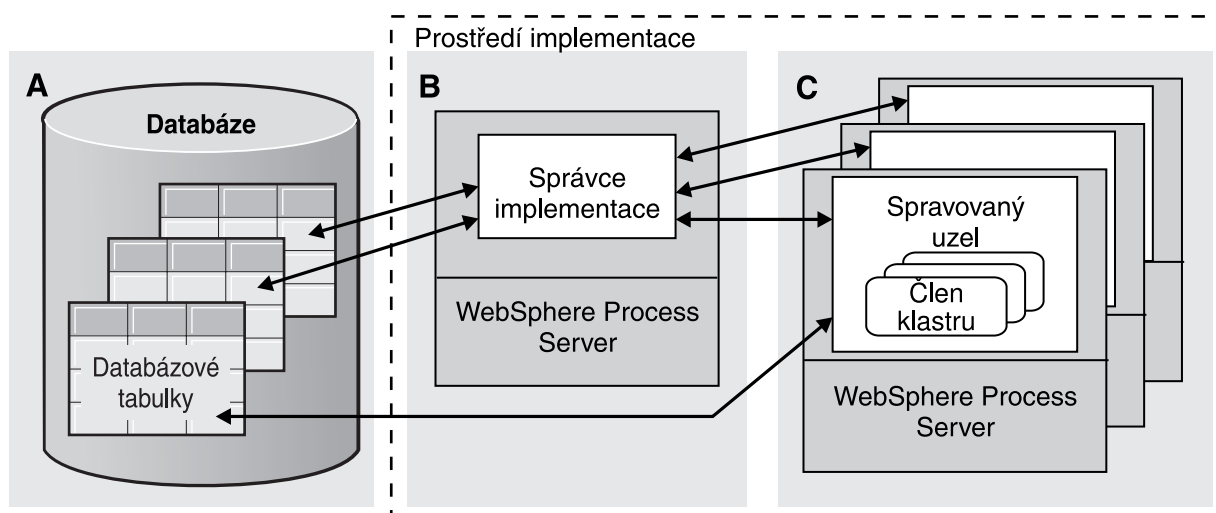 Prostředí implementace
A
Databáze
Databázové
tabulky
B
Správce
implementace
WebSphere Process
Server
C
Spravovaný
uzel
Člen
klastru
WebSphere Process
Server